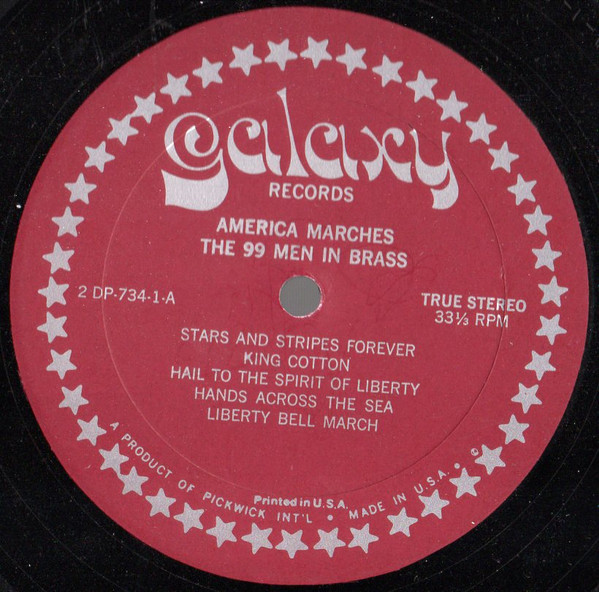 galaxy
RECORDS
AMERICA MARCHES
THE 99 MEN IN BRASS
2 DP-734-1-A
TRUE STEREO
33⅓ RPM
STARS AND STRIPES FOREVER
KING COTTON
HAIL TO THE SPIRIT OF LIBERTY
HANDS ACROSS THE SEA
LIBERTY BELL MARCH
Printed in U.S.A.
A PRODUCT OF PICKWICK INT'L • MADE IN U.S.A. •